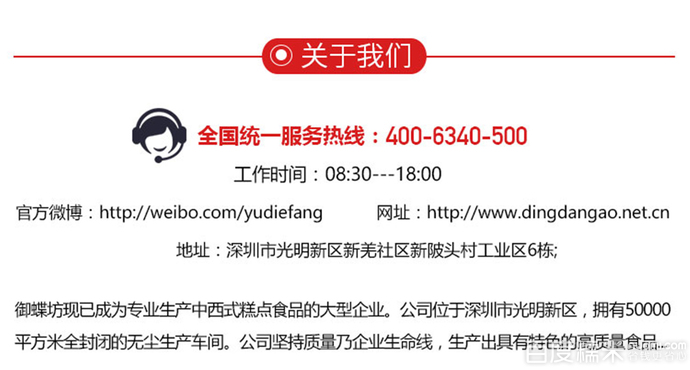 关于我们
全国统一服务热线：400-6340-500
工作时间：08:30---18:00
官方微博：http://weibo.com/yudiefang 网址：http://www.dingdangao.net.cn
地址：深圳市光明新区新羌社区新陂头村工业区6栋;
御蝶坊现已成为专业生产中西式糕点食品的大型企业。公司位于深圳市光明新区，拥有50000
平方米全封闭的无尘生产车间。公司坚持质量乃企业生命线，生产出具有特色的高质量食品。
百度糯米